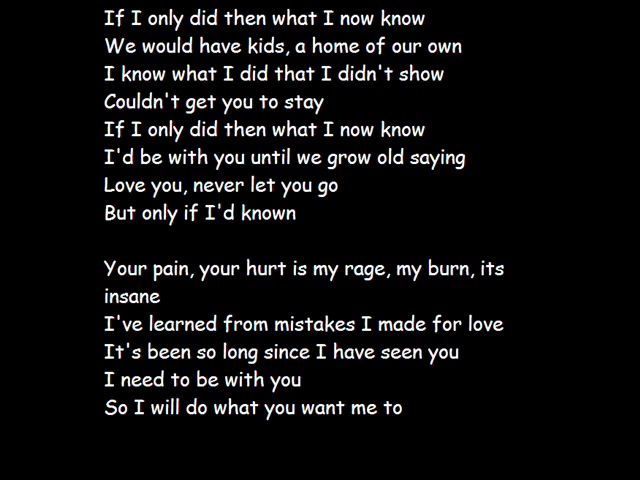 If I only did then what I now know
We would have kids, a home of our own
I know what I did that I didn't show
Couldn't get you to stay
If I only did then what I now know
I'd be with you until we grow old saying
Love you, never let you go
But only if I'd known
Your pain, your hurt is my rage, my burn, its
insane
I've learned from mistakes I made for love
It's been so long since I have seen you
I need to be with you
So I will do what you want me to